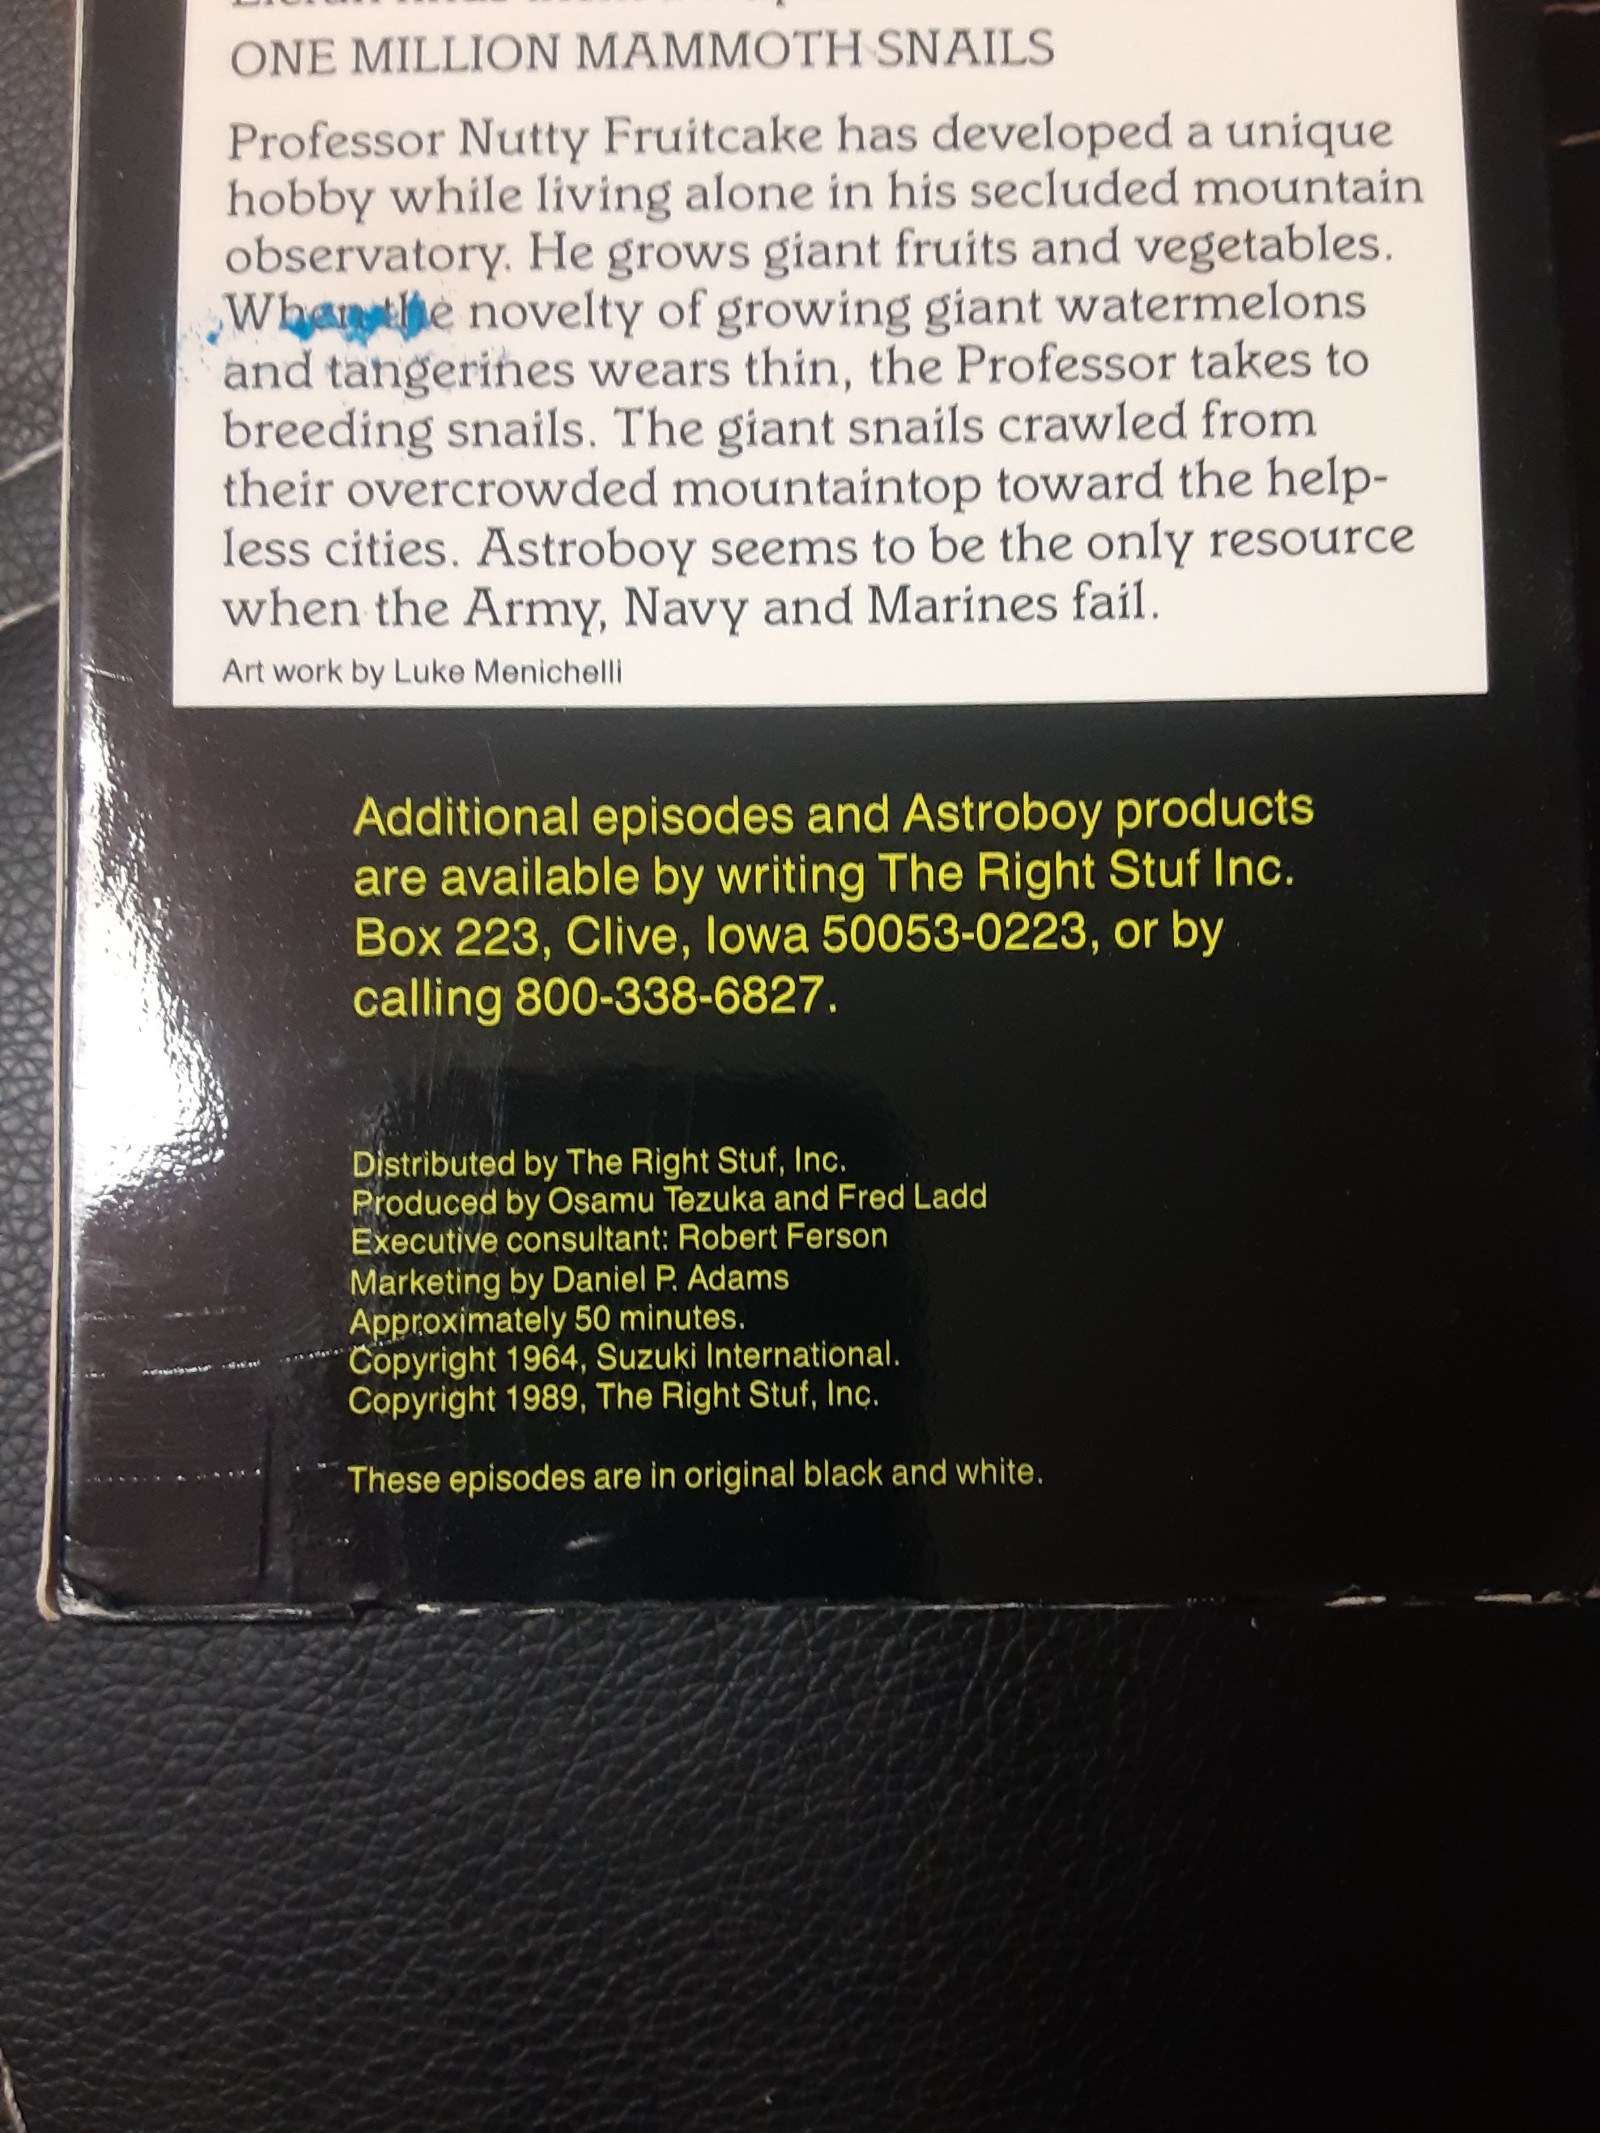 ONE MILLION MAMMOTH SNAILS
Professor Nutty Fruitcake has developed a unique
hobby while living alone in his secluded mountain
observatory. He grows giant fruits and vegetables.
When the novelty of growing giant watermelons
and tangerines wears thin, the Professor takes to
breeding snails. The giant snails crawled from
their overcrowded mountaintop toward the help-
less cities. Astroboy seems to be the only resource
when the Army, Navy and Marines fail.
Art work by Luke Menichelli
Additional episodes and Astroboy products
are available by writing The Right Stuf Inc.
Box 223, Clive, Iowa 50053-0223, or by
calling 800-338-6827.
Distributed by The Right Stuf, Inc.
Produced by Osamu Tezuka and Fred Ladd
Executive consultant: Robert Ferson
Marketing by Daniel P. Adams
Approximately 50 minutes.
Copyright 1964, Suzuki International.
Copyright 1989, The Right Stuf, Inc.
These episodes are in original black and white.